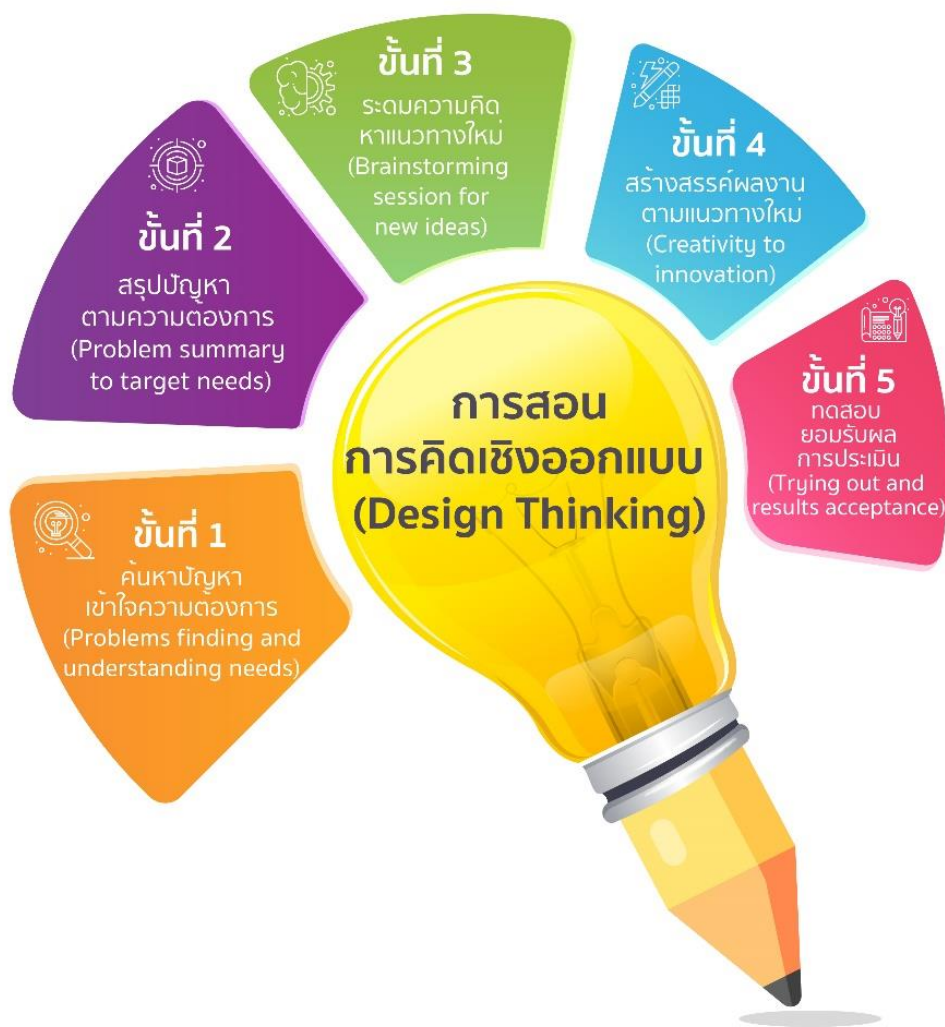 ขั้นที่ 1
ค้นหาปัญหา
เข้าใจความต้องการ
(Problems finding and
understanding needs)
ขั้นที่ 2
สรุปปัญหา
ตามความต้องการ
(Problem summary
to target needs)
ขั้นที่ 3
ระดมความคิด
หาแนวทางใหม่
(Brainstorming
session for
new ideas)
ขั้นที่ 4
สร้างสรรค์ผลงาน
ตามแนวทางใหม่
(Creativity to
innovation)
ขั้นที่ 5
ทดสอบ
ยอมรับผล
การประเมิน
(Trying out and
results acceptance)
การสอน
การคิดเชิงออกแบบ
(Design Thinking)